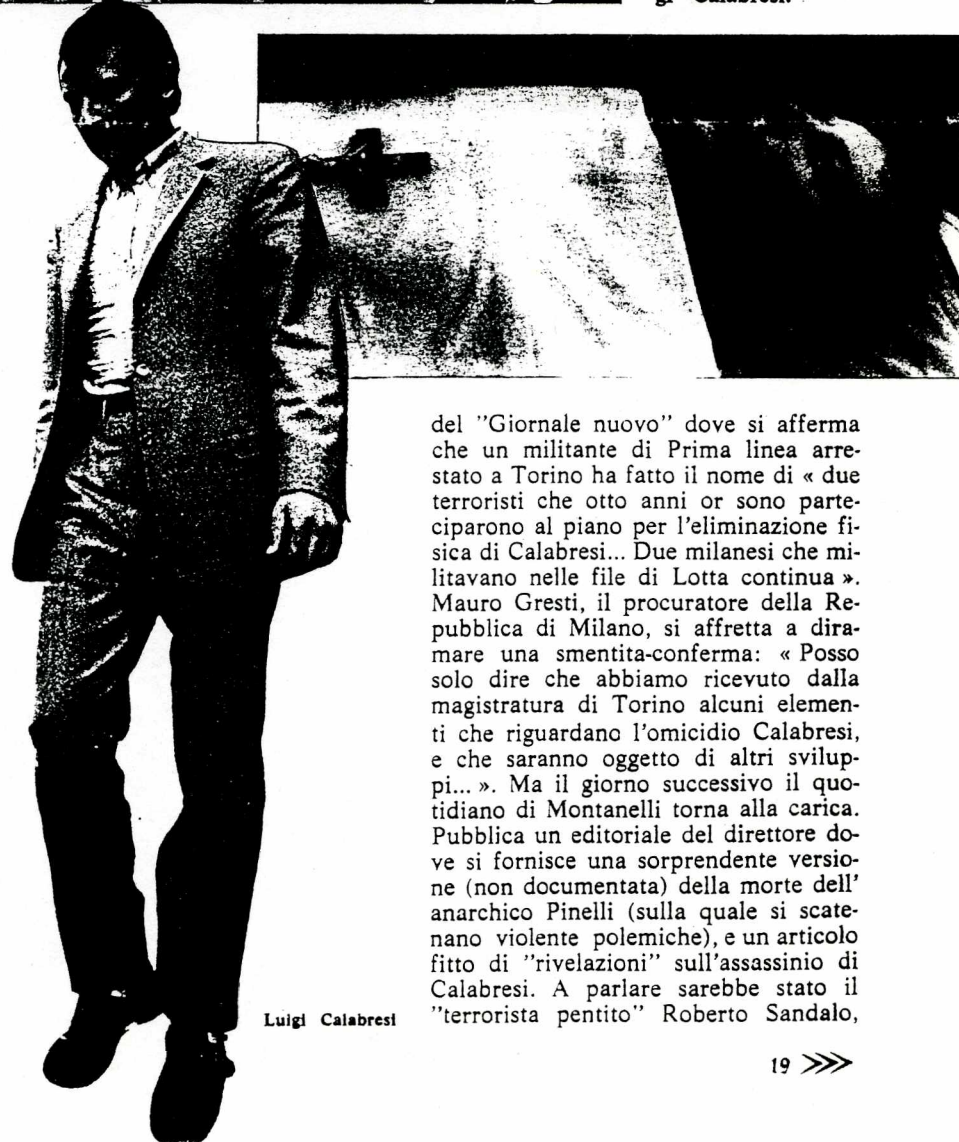 gi Calabresi.
del "Giornale nuovo" dove si afferma
che un militante di Prima linea arre-
stato a Torino ha fatto il nome di « due
terroristi che otto anni or sono parte-
ciparono al piano per l'eliminazione fi-
sica di Calabresi... Due milanesi che mi-
litavano nelle file di Lotta continua ».
Mauro Gresti, il procuratore della Re-
pubblica di Milano, si affretta a dira-
mare una smentita-conferma: « Posso
solo dire che abbiamo ricevuto dalla
magistratura di Torino alcuni elemen-
ti che riguardano l'omicidio Calabresi,
e che saranno oggetto di altri svilup-
pi... ». Ma il giorno successivo il quo-
tidiano di Montanelli torna alla carica.
Pubblica un editoriale del direttore do-
ve si fornisce una sorprendente versio-
ne (non documentata) della morte dell'
anarchico Pinelli (sulla quale si scate-
nano violente polemiche), e un articolo
fitto di "rivelazioni" sull'assassinio di
Calabresi. A parlare sarebbe stato il
"terrorista pentito" Roberto Sandalo,
Luigi Calabresi
19 >>>